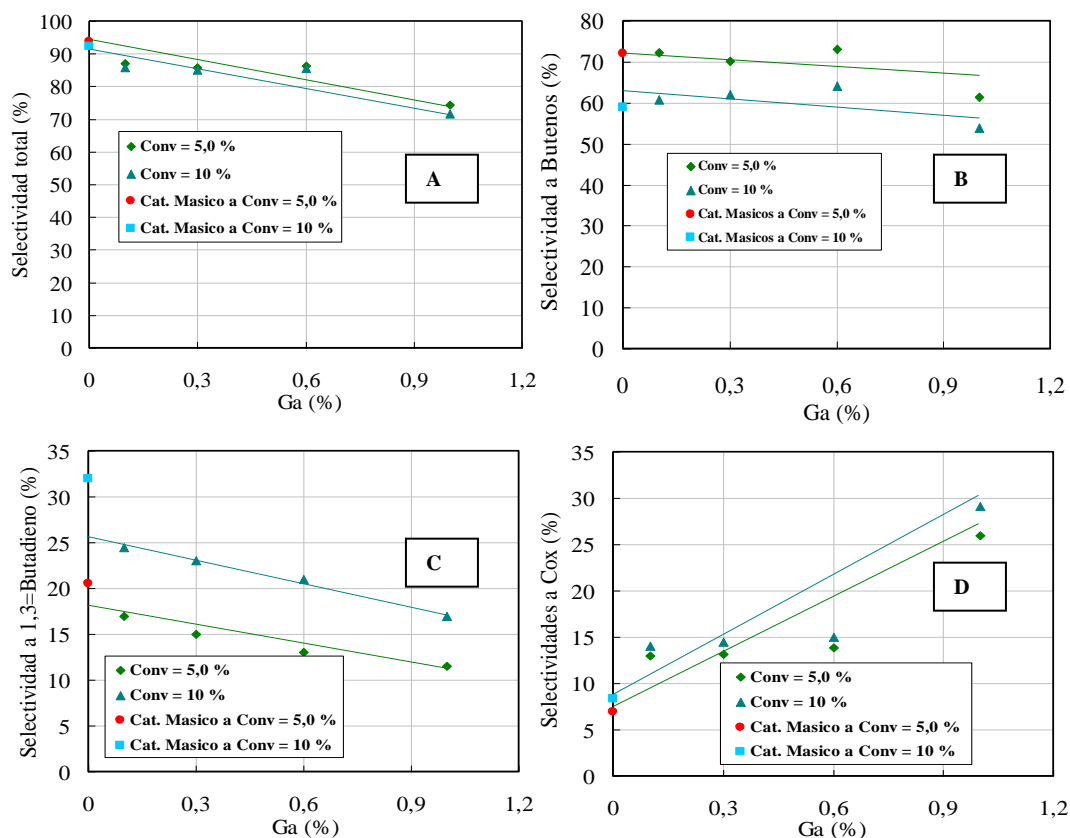 100
90
80
70
60
50
40
30
20
10
0
Selectividad total (%)
Conv = 5,0 %
Conv = 10 %
Cat. Masico a Conv = 5,0 %
Cat. Masico a Conv = 10 %
A
0 0,3 0,6 0,9 1,2
Ga (%)
80
70
60
50
40
30
20
10
0
Selectividad a Butenos (%)
Conv = 5,0 %
Conv = 10 %
Cat. Masicos a Conv = 5,0 %
Cat. Masicos a Conv = 10 %
B
0 0,3 0,6 0,9 1,2
Ga (%)
35
30
25
20
15
10
5
0
Selectividad a 1,3=Butadieno (%)
C
Conv = 5,0 %
Conv = 10 %
Cat. Masico a Conv = 5,0 %
Cat. Masico a Conv = 10 %
0 0,3 0,6 0,9 1,2
Ga (%)
35
30
25
20
15
10
5
0
Selectividades a Cox (%)
D
Conv = 5,0 %
Conv = 10 %
Cat. Masico a Conv = 5,0 %
Cat. Masico a Conv = 10 %
0 0,3 0,6 0,9 1,2
Ga (%)